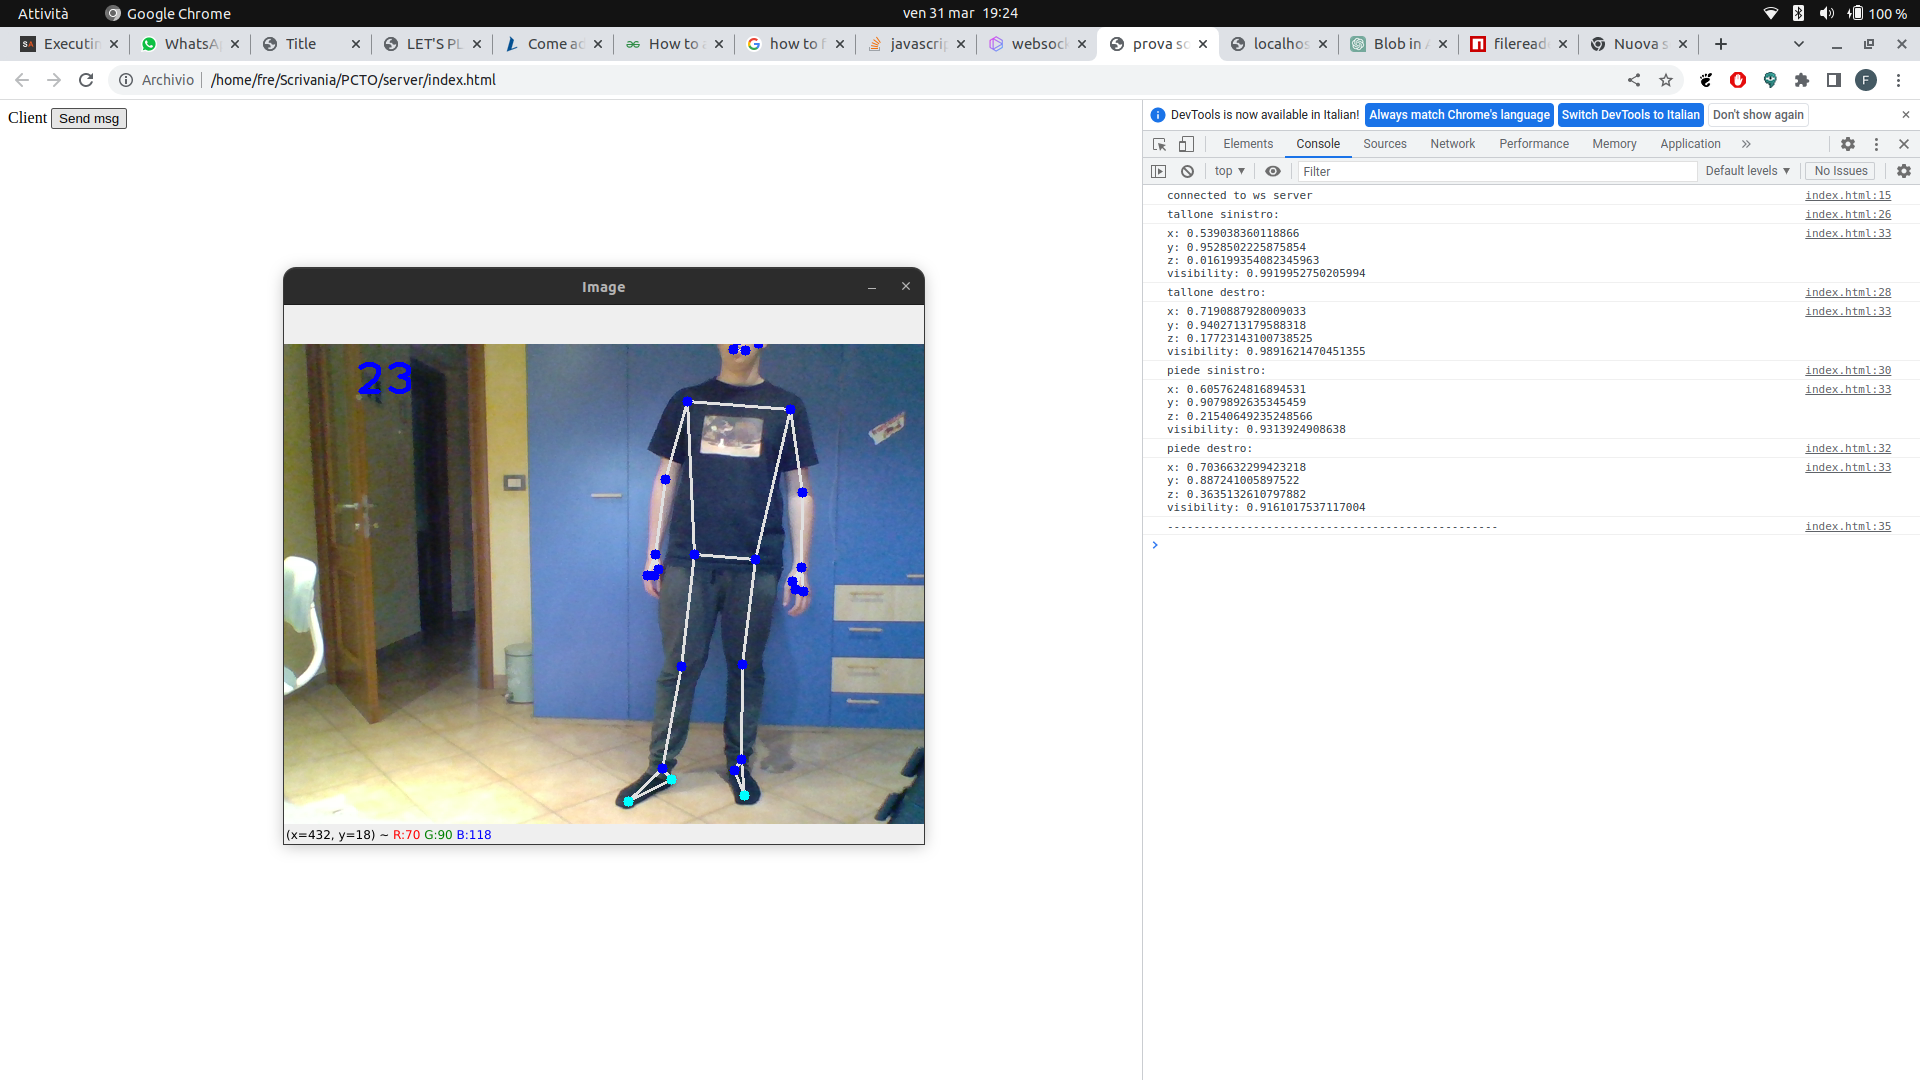 Attività
Google Chrome
ven 31 mar 19:24
100 %
Executin
WhatsA
Title
LET'S PL
Come ad
How to a
how to f
javascrip
websock
prova sc
localhos
Blob in A
fileread
Nuova s
Archivio
/home/fre/Scrivania/PCTO/server/index.html
F
Client Send msg
DevTools is now available in Italian!
Always match Chrome's language
Switch DevTools to Italian
Don't show again
Elements
Console
Sources
Network
Performance
Memory
Application
top
Filter
Default levels
No Issues
connected to ws server index.html:15
tallone sinistro: index.html:26
x: 0.539038360118866 index.html:33
y: 0.9528502225875854
z: 0.016199354082345963
visibility: 0.9919952750205994
tallone destro: index.html:28
x: 0.7190887928009033 index.html:33
y: 0.9402713179588318
z: 0.17723143100738525
visibility: 0.9891621470451355
piede sinistro: index.html:30
x: 0.6057624816894531 index.html:33
y: 0.9079892635345459
z: 0.21540649235248566
visibility: 0.9313924908638
piede destro: index.html:32
x: 0.7036632299423218 index.html:33
y: 0.887241005897522
z: 0.3635132610797882
visibility: 0.9161017537117004
-------------------------------------------------- index.html:35
Image
23
(x=432, y=18) ~ R:70 G:90 B:118